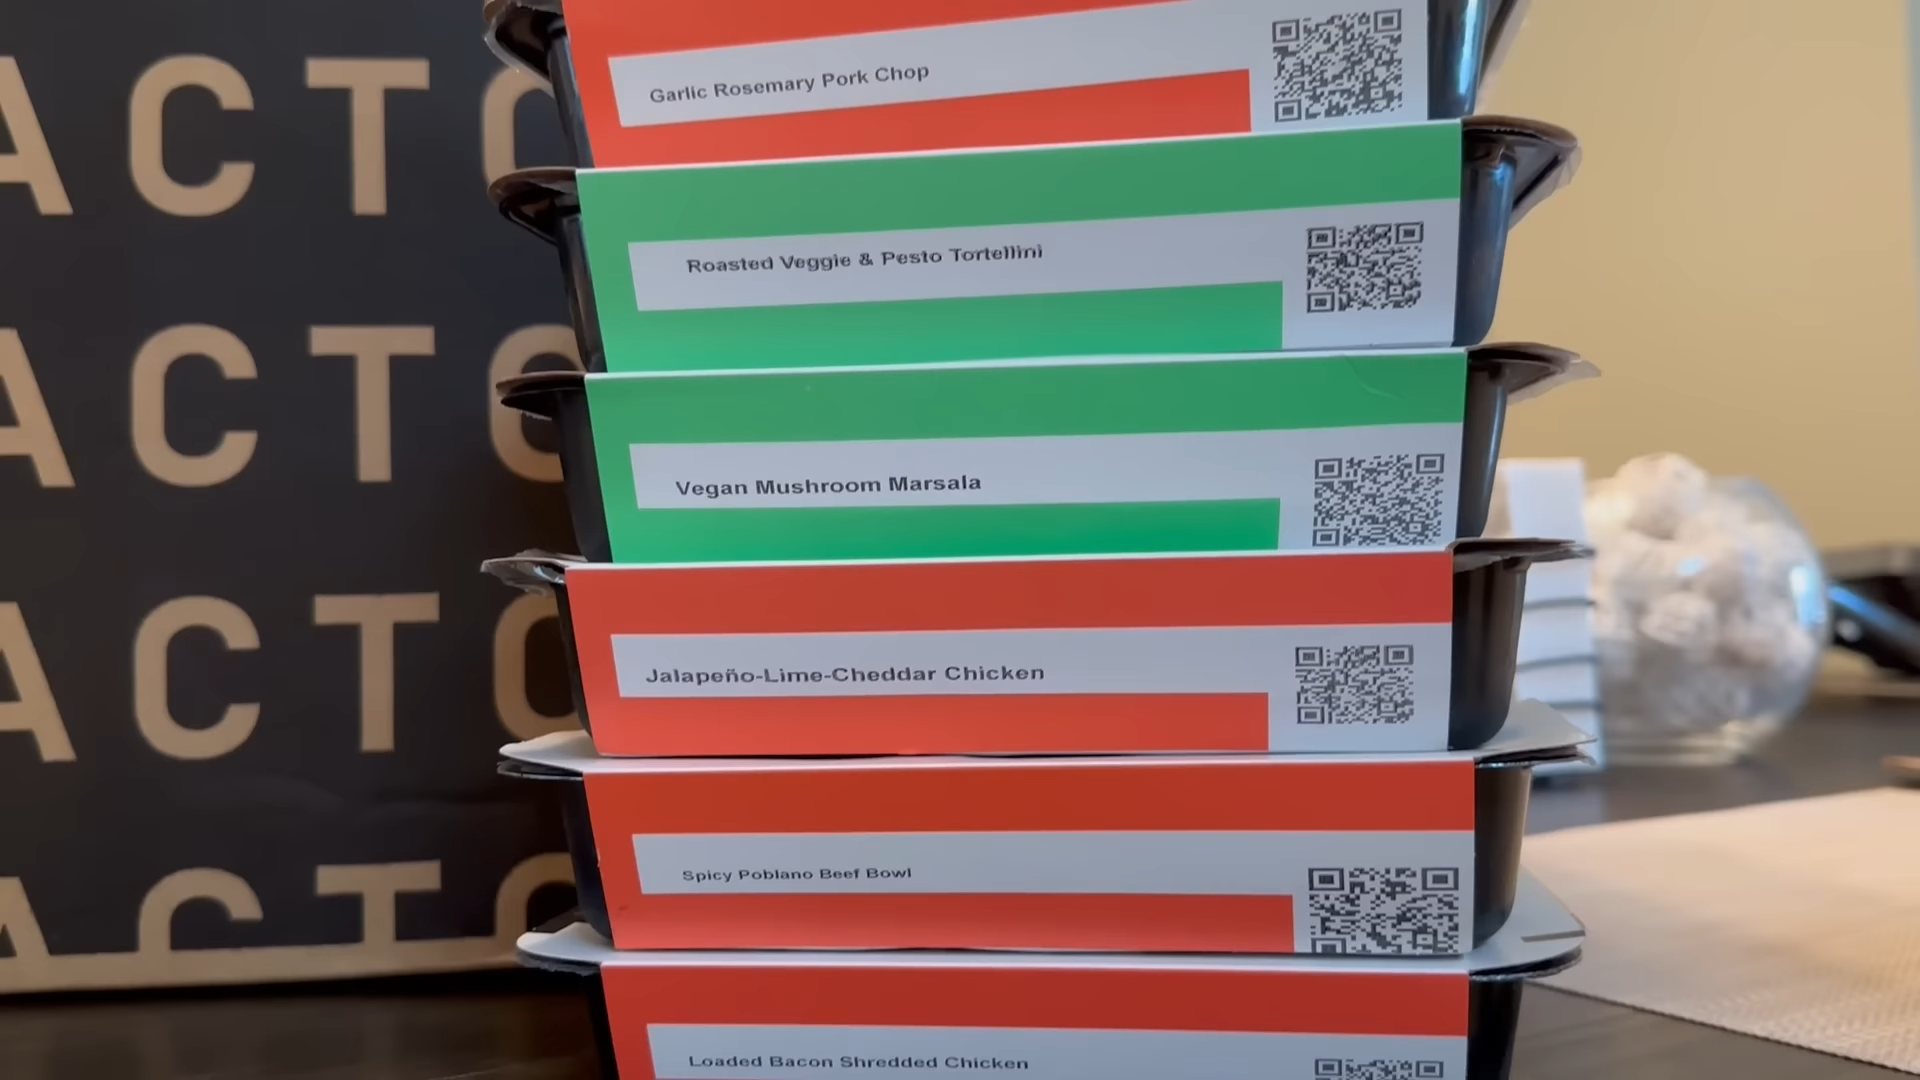 ACTO
ACTO
ACTO
ACTO
Garlic Rosemary Pork Chop
Roasted Veggie & Pesto Tortellini
Vegan Mushroom Marsala
Jalapeño-Lime-Cheddar Chicken
Spicy Poblano Beef Bowl
Loaded Bacon Shredded Chicken